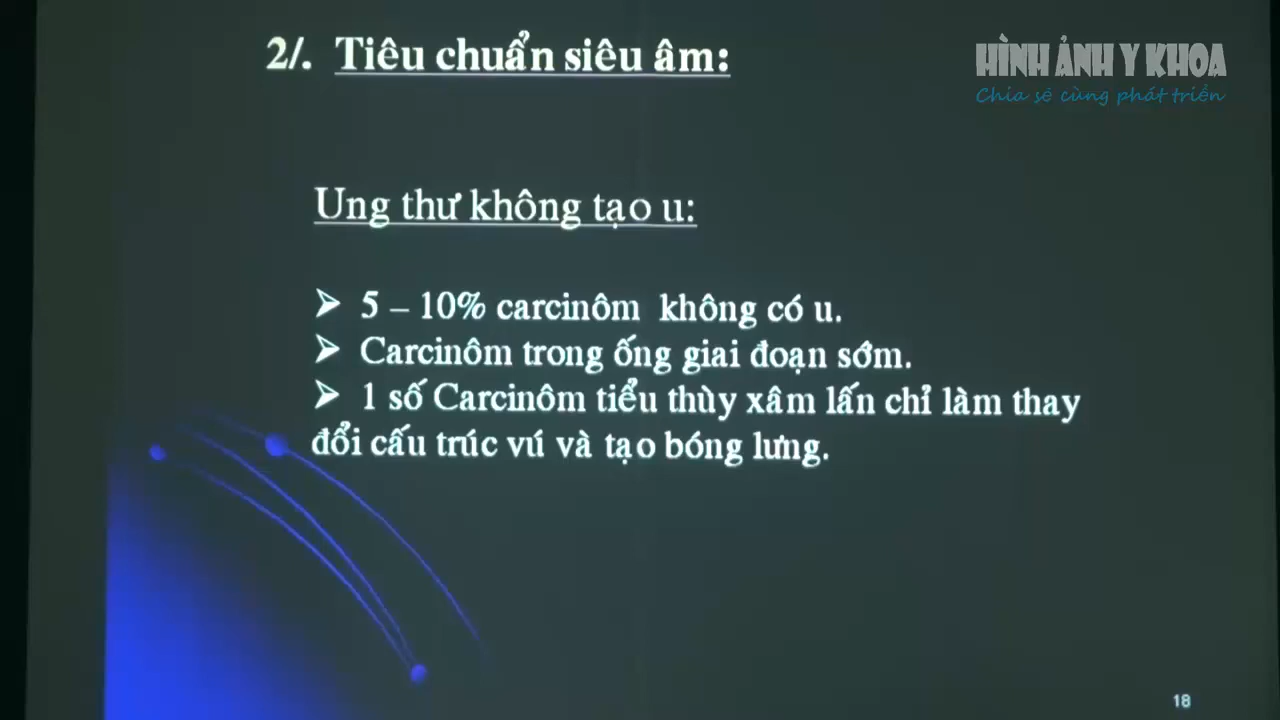 2/. Tiêu chuẩn siêu âm:
HÌNH ẢNH Y KHOA
Chia sẻ cùng phát triển
Ung thư không tạo u:
➢ 5 – 10% carcinôm không có u.
➢ Carcinôm trong ống giai đoạn sớm.
➢ 1 số Carcinôm tiểu thùy xâm lấn chỉ làm thay
đổi cấu trúc vú và tạo bóng lưng.
18